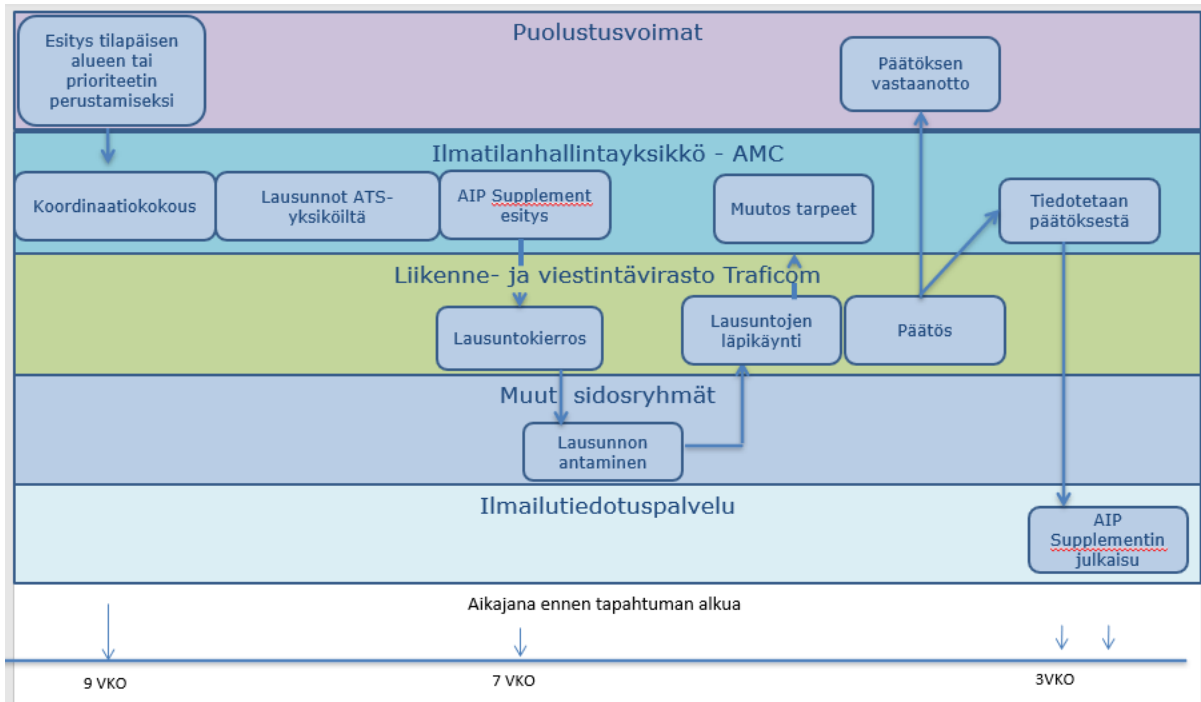 Puolustusvoimat
Esitys tilapäisen
alueen tai
prioriteetin
perustamiseksi
Päätöksen
vastaanotto
Ilmatilanhallintayksikkö - AMC
Koordinaatiokokous
Lausunnot ATS-
yksiköiltä
AIP Supplement
esitys
Muutos tarpeet
Tiedotetaan
päätöksestä
Liikenne- ja viestintävirasto Traficom
Lausuntokierros
Lausuntojen
läpikäynti
Päätös
Muut sidosryhmät
Lausunnon
antaminen
Ilmailutiedotuspalvelu
AIP
Supplementin
julkaisu
Aikajana ennen tapahtuman alkua
9 VKO
7 VKO
3VKO